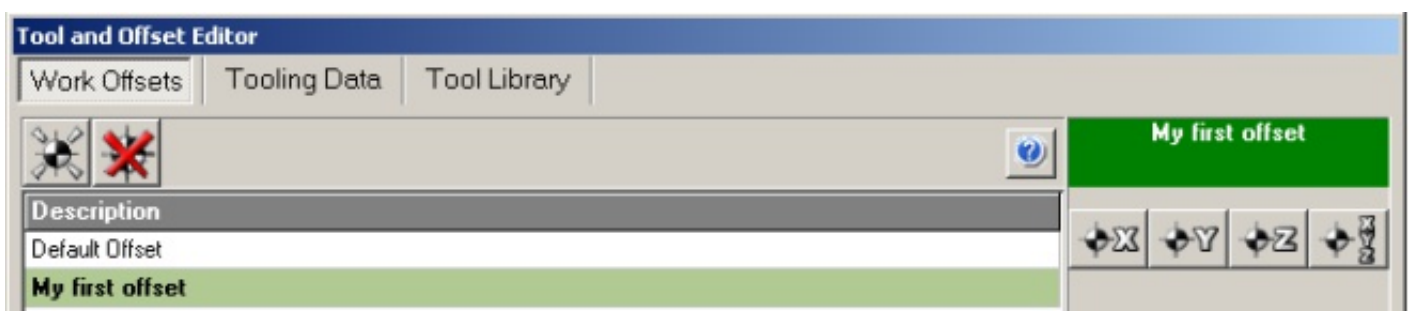 Tool and Offset Editor
Work Offsets Tooling Data Tool Library
My first offset
Description
X Y Z XYZ
Default Offset
My first offset